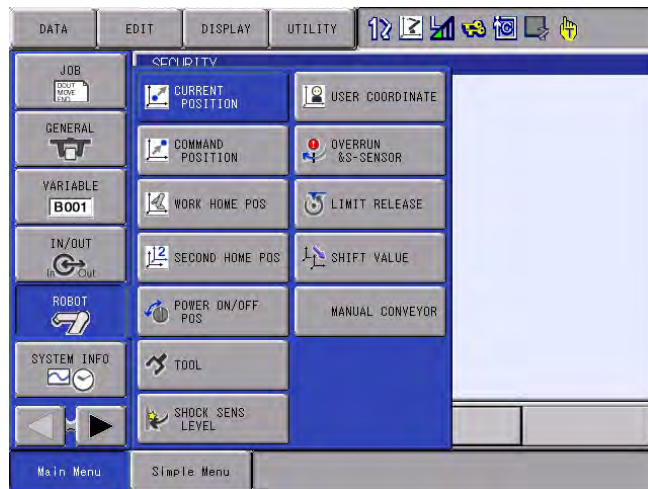 DATA
EDIT
DISPLAY
UTILITY
12
SECURITY
JOB
DOUT
MOVE
END
CURRENT
POSITION
USER COORDINATE
GENERAL
COMMAND
POSITION
OVERRUN
&S-SENSOR
VARIABLE
B001
WORK HOME POS
LIMIT RELEASE
IN/OUT
In Out
2
SECOND HOME POS
SHIFT VALUE
ROBOT
POWER ON/OFF
POS
MANUAL CONVEYOR
SYSTEM INFO
TOOL
SHOCK SENS
LEVEL
Main Menu
Simple Menu